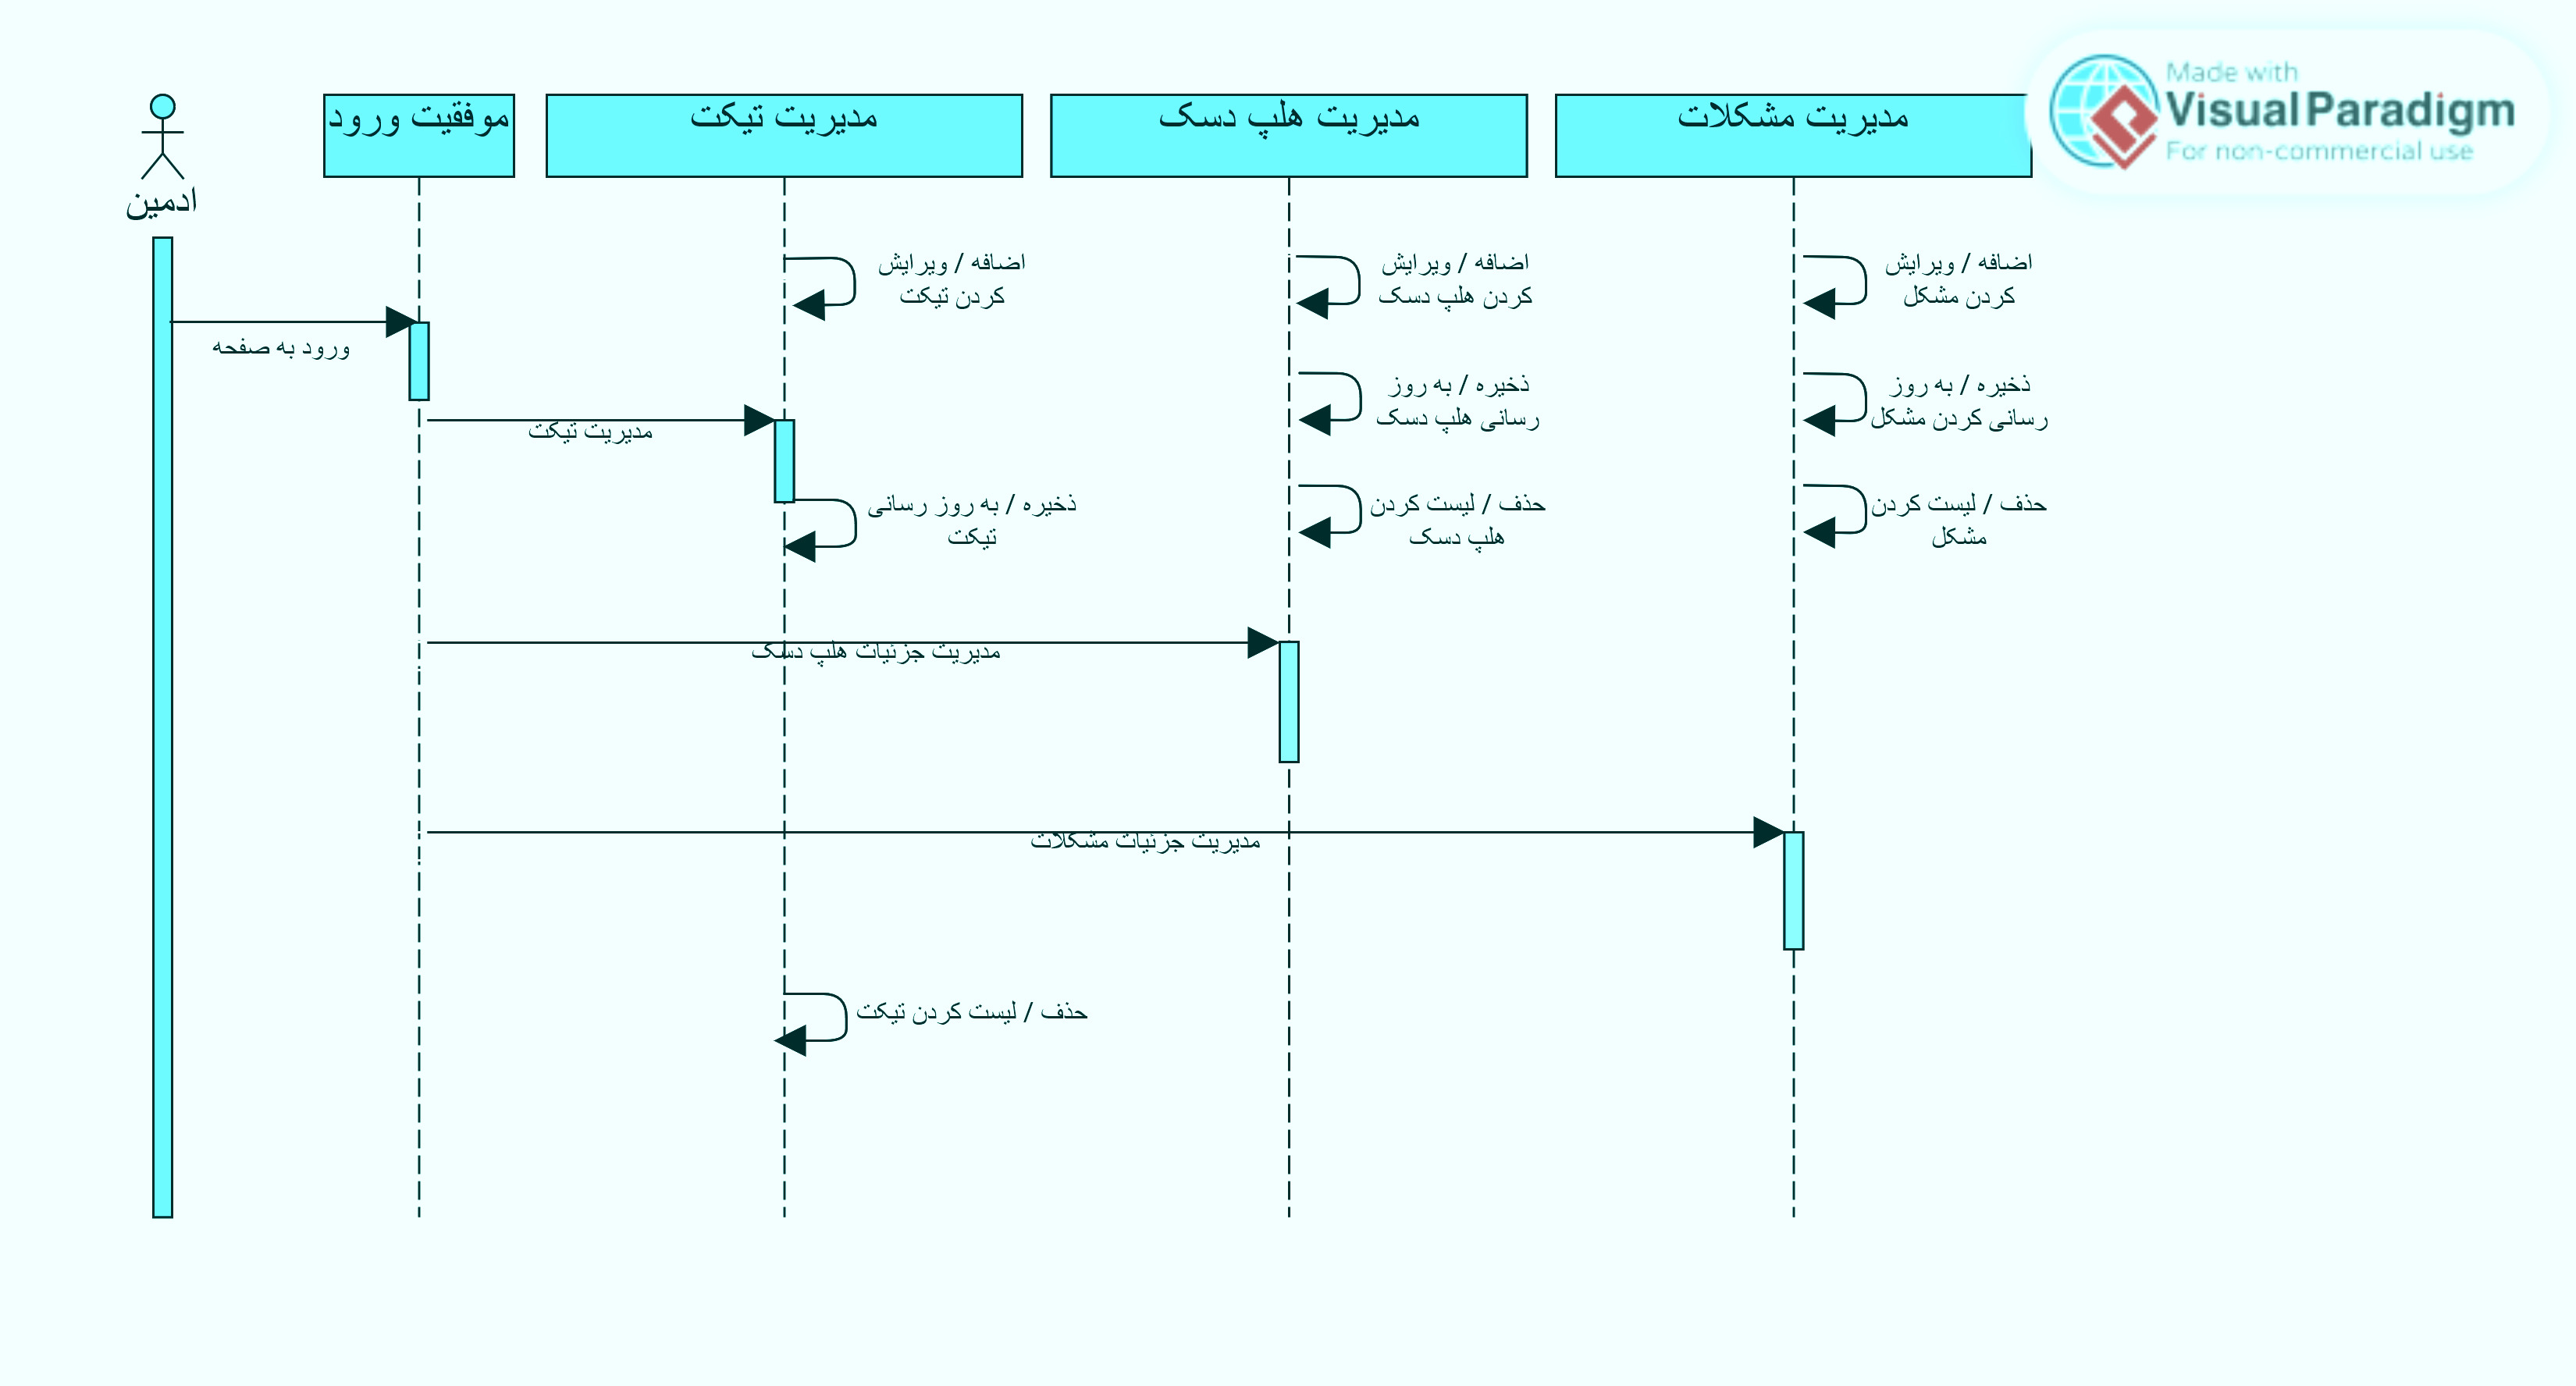 ادمین
موفقیت ورود
مدیریت تیکت
مدیریت هلپ دسک
مدیریت مشکلات
Made with
Visual Paradigm
For non-commercial use
اضافه / ویرایش
کردن تیکت
اضافه / ویرایش
کردن هلپ دسک
اضافه / ویرایش
کردن مشکل
ورود به صفحه
ذخیره / به روز
رسانی هلپ دسک
ذخیره / به روز
رسانی کردن مشکل
مدیریت تیکت
ذخیره / به روز رسانی
تیکت
حذف / لیست کردن
هلپ دسک
حذف / لیست کردن
مشکل
مدیریت جزئیات هلپ دسک
مدیریت جزئیات مشکلات
حذف / لیست کردن تیکت